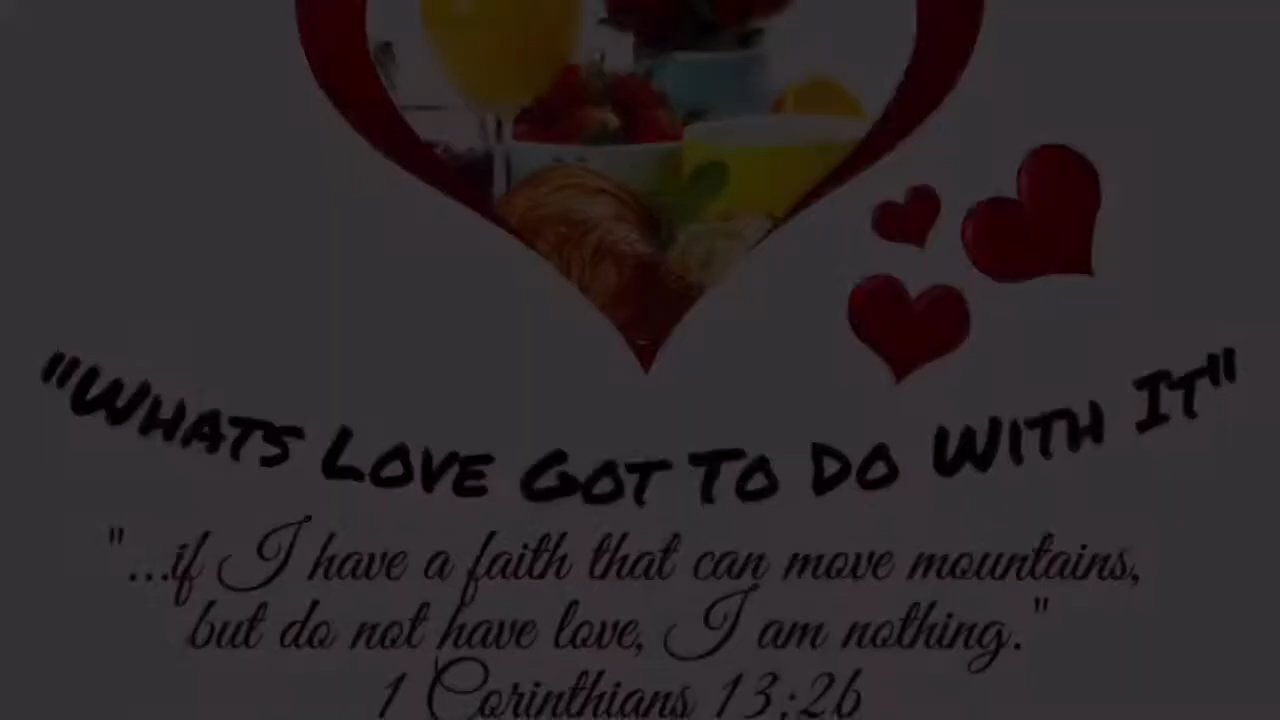 "Whats Love Got To Do With It"
"...if I have a faith that can move mountains,
but do not have love, I am nothing."
1 Corinthians 13:2b